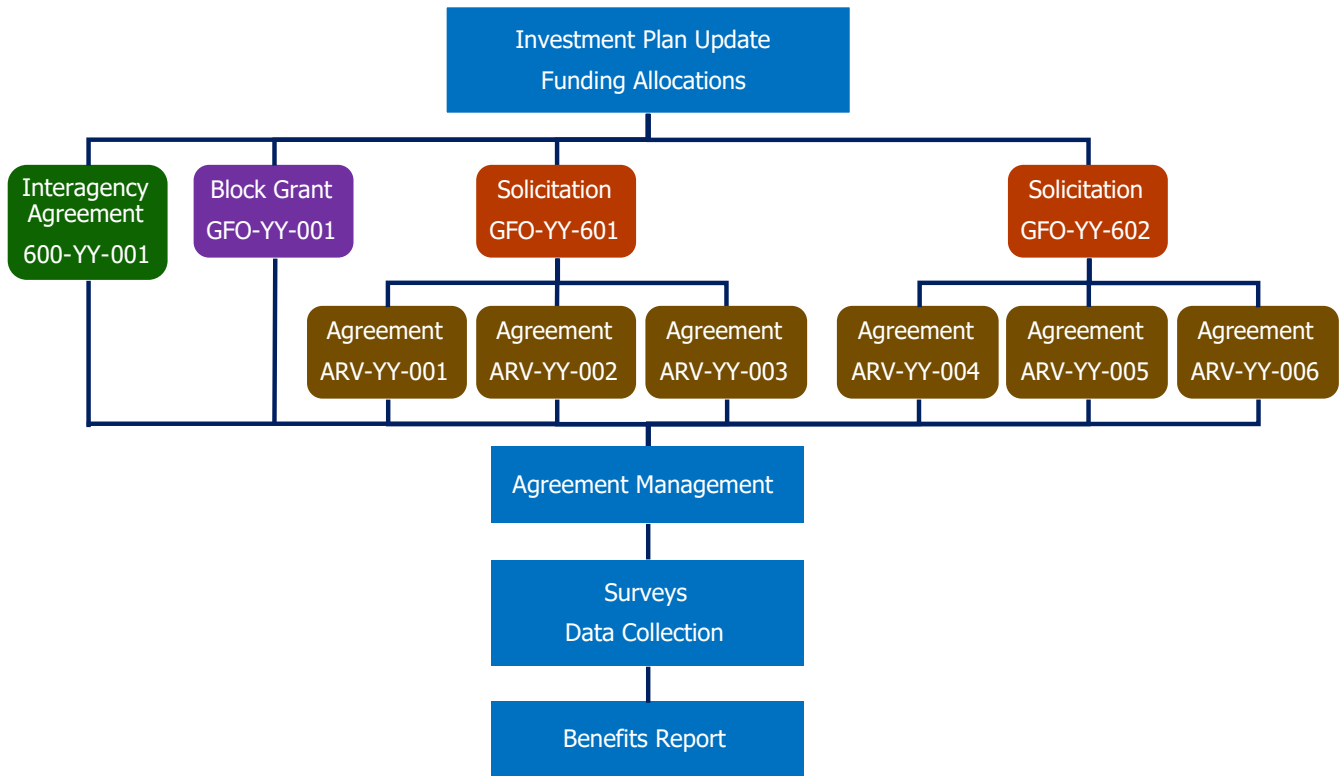 Investment Plan Update
Funding Allocations
Interagency
Agreement
600-YY-001
Block Grant
GFO-YY-001
Solicitation
GFO-YY-601
Solicitation
GFO-YY-602
Agreement
ARV-YY-001
Agreement
ARV-YY-002
Agreement
ARV-YY-003
Agreement
ARV-YY-004
Agreement
ARV-YY-005
Agreement
ARV-YY-006
Agreement Management
Surveys
Data Collection
Benefits Report